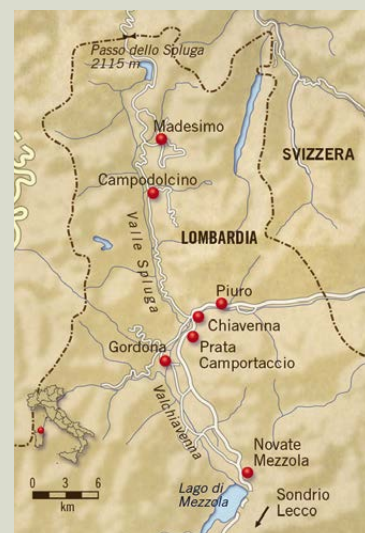 Passo dello Spluga
2115 m
Madesimo
SVIZZERA
Campodolcino
Valle Spluga
LOMBARDIA
Piuro
Chiavenna
Gordona
Prata
Camportaccio
Valchiavenna
Novate
Mezzola
Lago di
Mezzola
Sondrio
Lecco
0 3 6
km